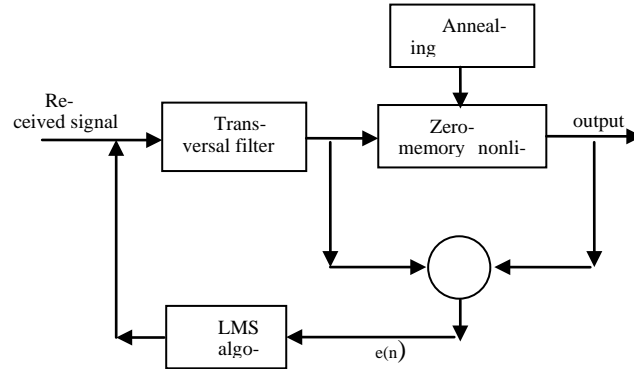 Anneal-
ing
Re-
ceived signal
Trans-
versal filter
Zero-
memory nonli-
output
LMS
algo-
e(n)